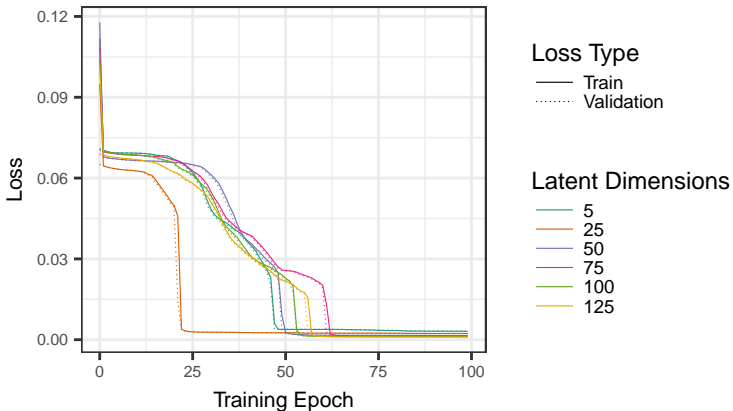 0.12
0.09
0.06
0.03
0.00
Loss
0
25
50
75
100
Training Epoch
Loss Type
Train
Validation
Latent Dimensions
5
25
50
75
100
125